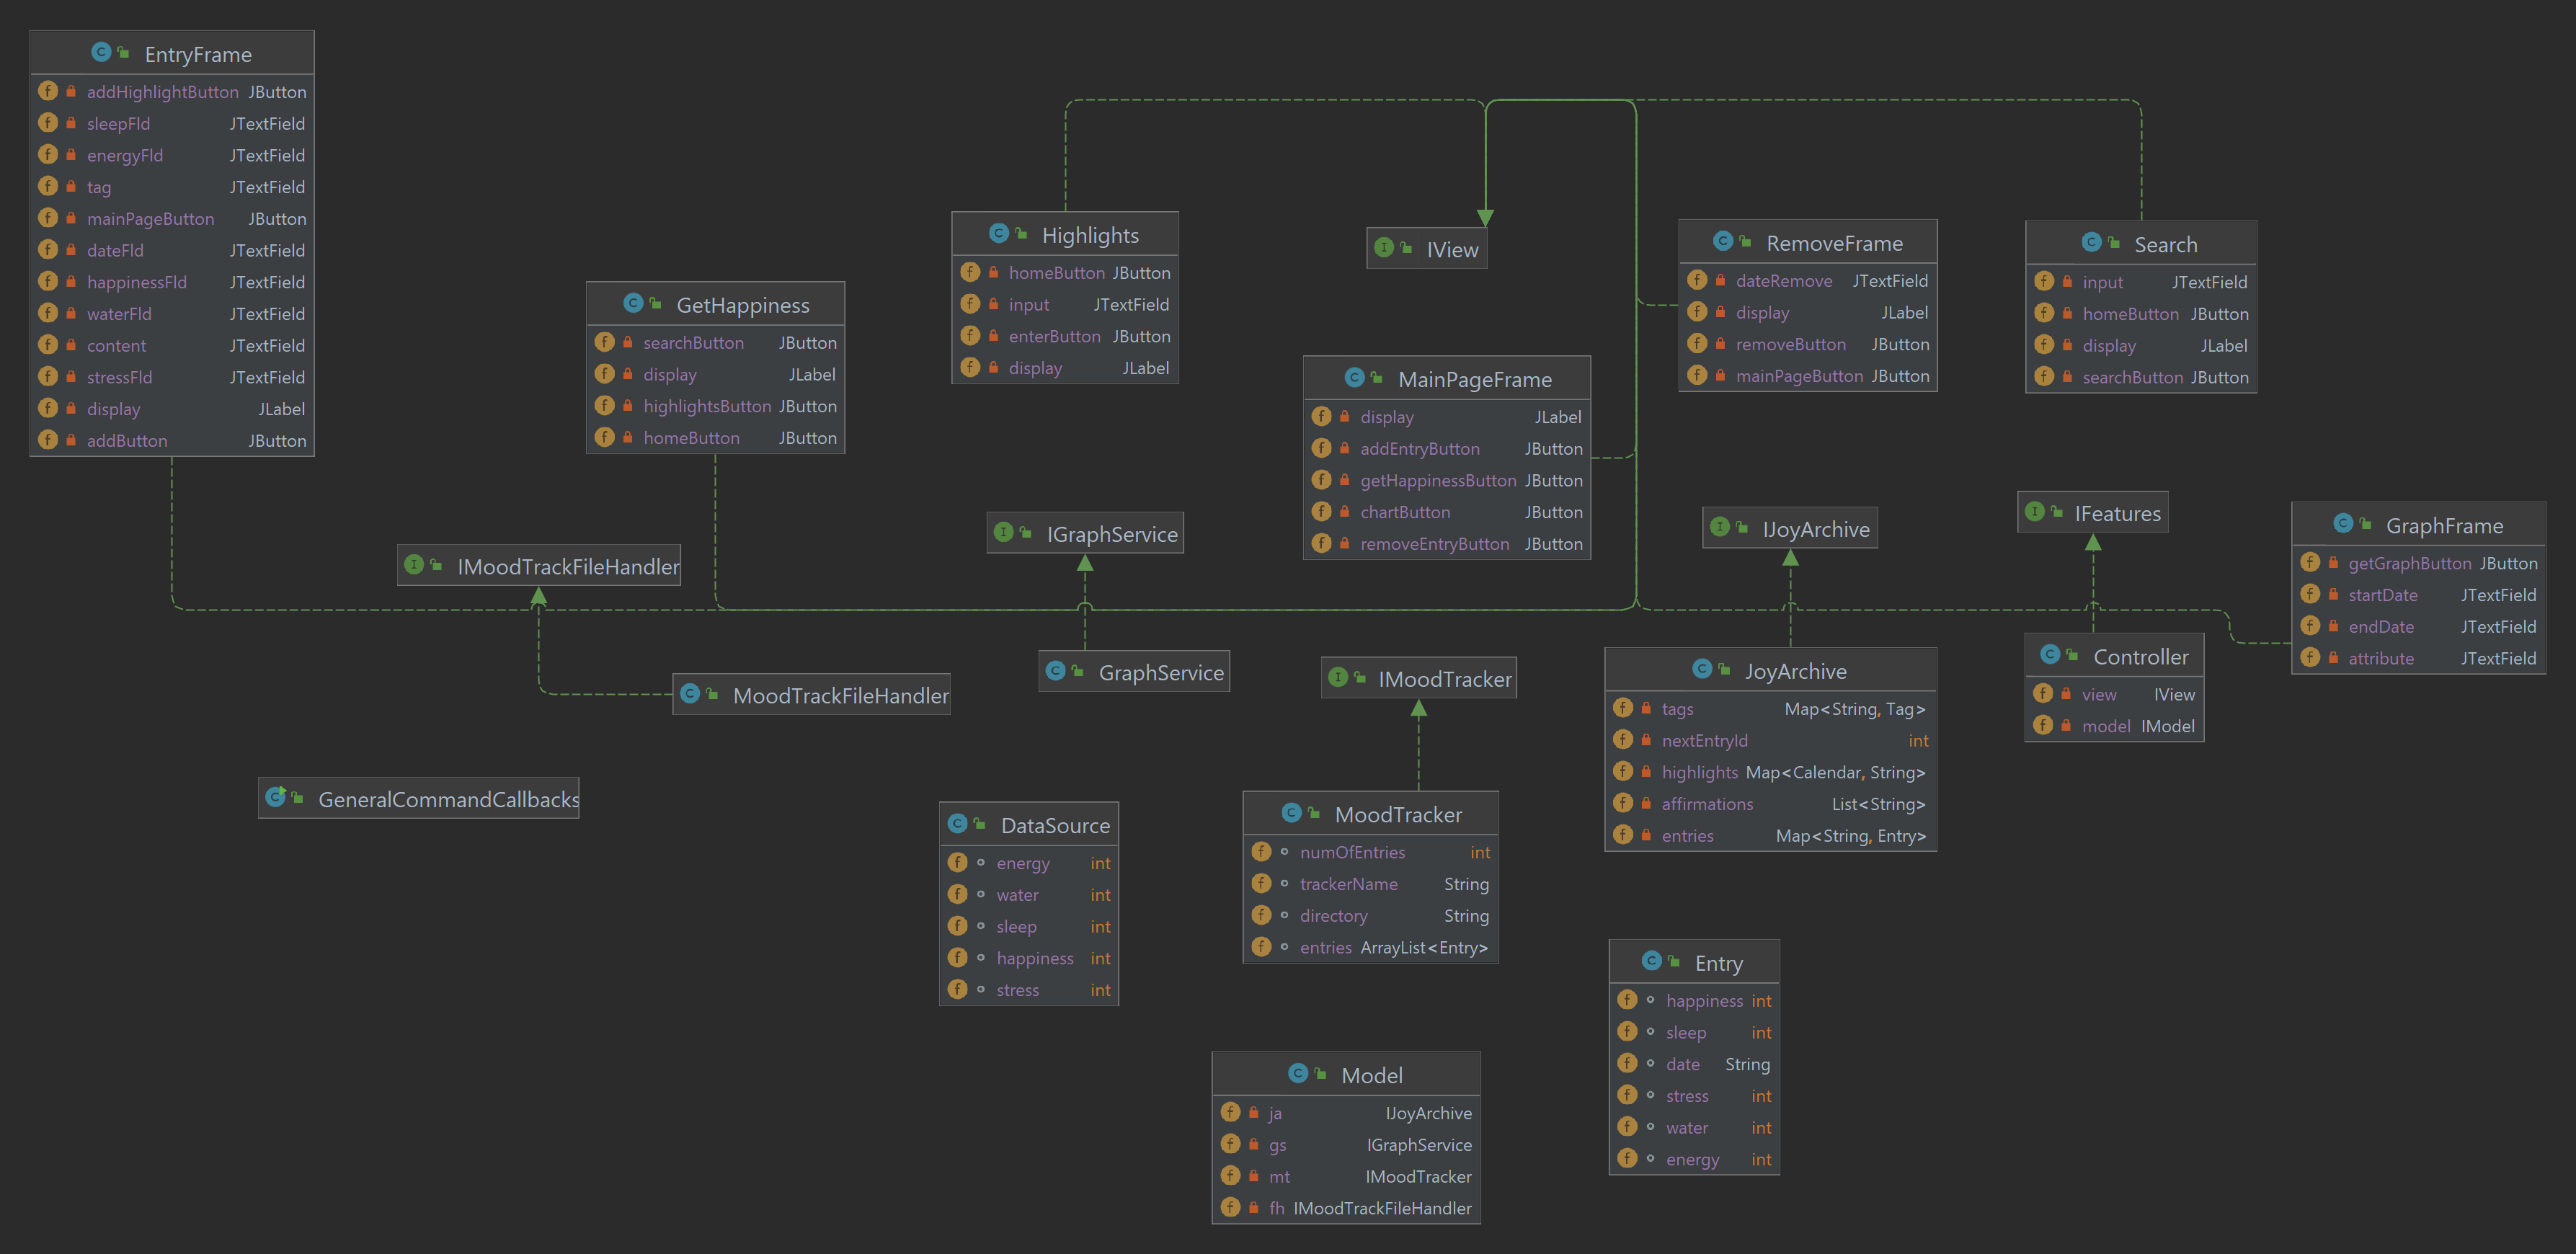 EntryFrame
addHighlightButton JButton
sleepFld JTextField
energyFld JTextField
tag JTextField
mainPageButton JButton
dateFld JTextField
happinessFld JTextField
waterFld JTextField
content JTextField
stressFld JTextField
display JLabel
addButton JButton
GetHappiness
searchButton JButton
display JLabel
highlightsButton JButton
homeButton JButton
Highlights
homeButton JButton
input JTextField
enterButton JButton
display JLabel
IView
MainPageFrame
display JLabel
addEntryButton JButton
getHappinessButton JButton
chartButton JButton
removeEntryButton JButton
RemoveFrame
dateRemove JTextField
display JLabel
removeButton JButton
mainPageButton JButton
Search
input JTextField
homeButton JButton
display JLabel
searchButton JButton
IMoodTrackFileHandler
IGraphService
IJoyArchive
IFeatures
GraphFrame
getGraphButton JButton
startDate JTextField
endDate JTextField
attribute JTextField
MoodTrackFileHandler
GraphService
IMoodTracker
JoyArchive
tags Map<String, Tag>
nextEntryId int
highlights Map<Calendar, String>
affirmations List<String>
entries Map<String, Entry>
Controller
view IView
model IModel
GeneralCommandCallbacks
DataSource
energy int
water int
sleep int
happiness int
stress int
MoodTracker
numOfEntries int
trackerName String
directory String
entries ArrayList<Entry>
Entry
happiness int
sleep int
date String
stress int
water int
energy int
Model
ja IJoyArchive
gs IGraphService
mt IMoodTracker
fh IMoodTrackFileHandler